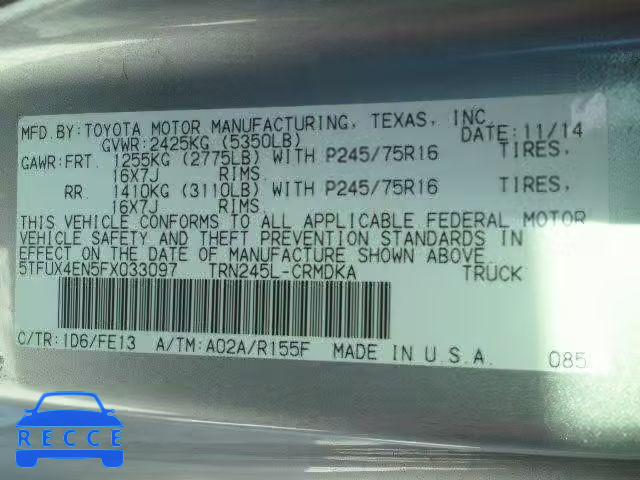 MFD.BY:TOYOTA MOTOR MANUFACTURING, TEXAS, INC.
GVWR:2425KG (5350LB) DATE:11/14
GAWR:FRT. 1255KG (2775LB) WITH P245/75R16 TIRES.
16X7J RIMS.
RR. 1410KG (3110LB) WITH P245/75R16 TIRES.
16X7J RIMS.
THIS VEHICLE CONFORMS TO ALL APPLICABLE FEDERAL MOTOR
VEHICLE SAFETY AND THEFT PREVENTION STANDARDS IN
EFFECT ON THE DATE OF MANUFACTURE SHOWN ABOVE.
5TFUX4EN5FX033097 TRN245L-CRMDKA TRUCK
C/TR:1D6/FE13 A/TM:A02A/R155F MADE IN U.S.A. 085
RECCE